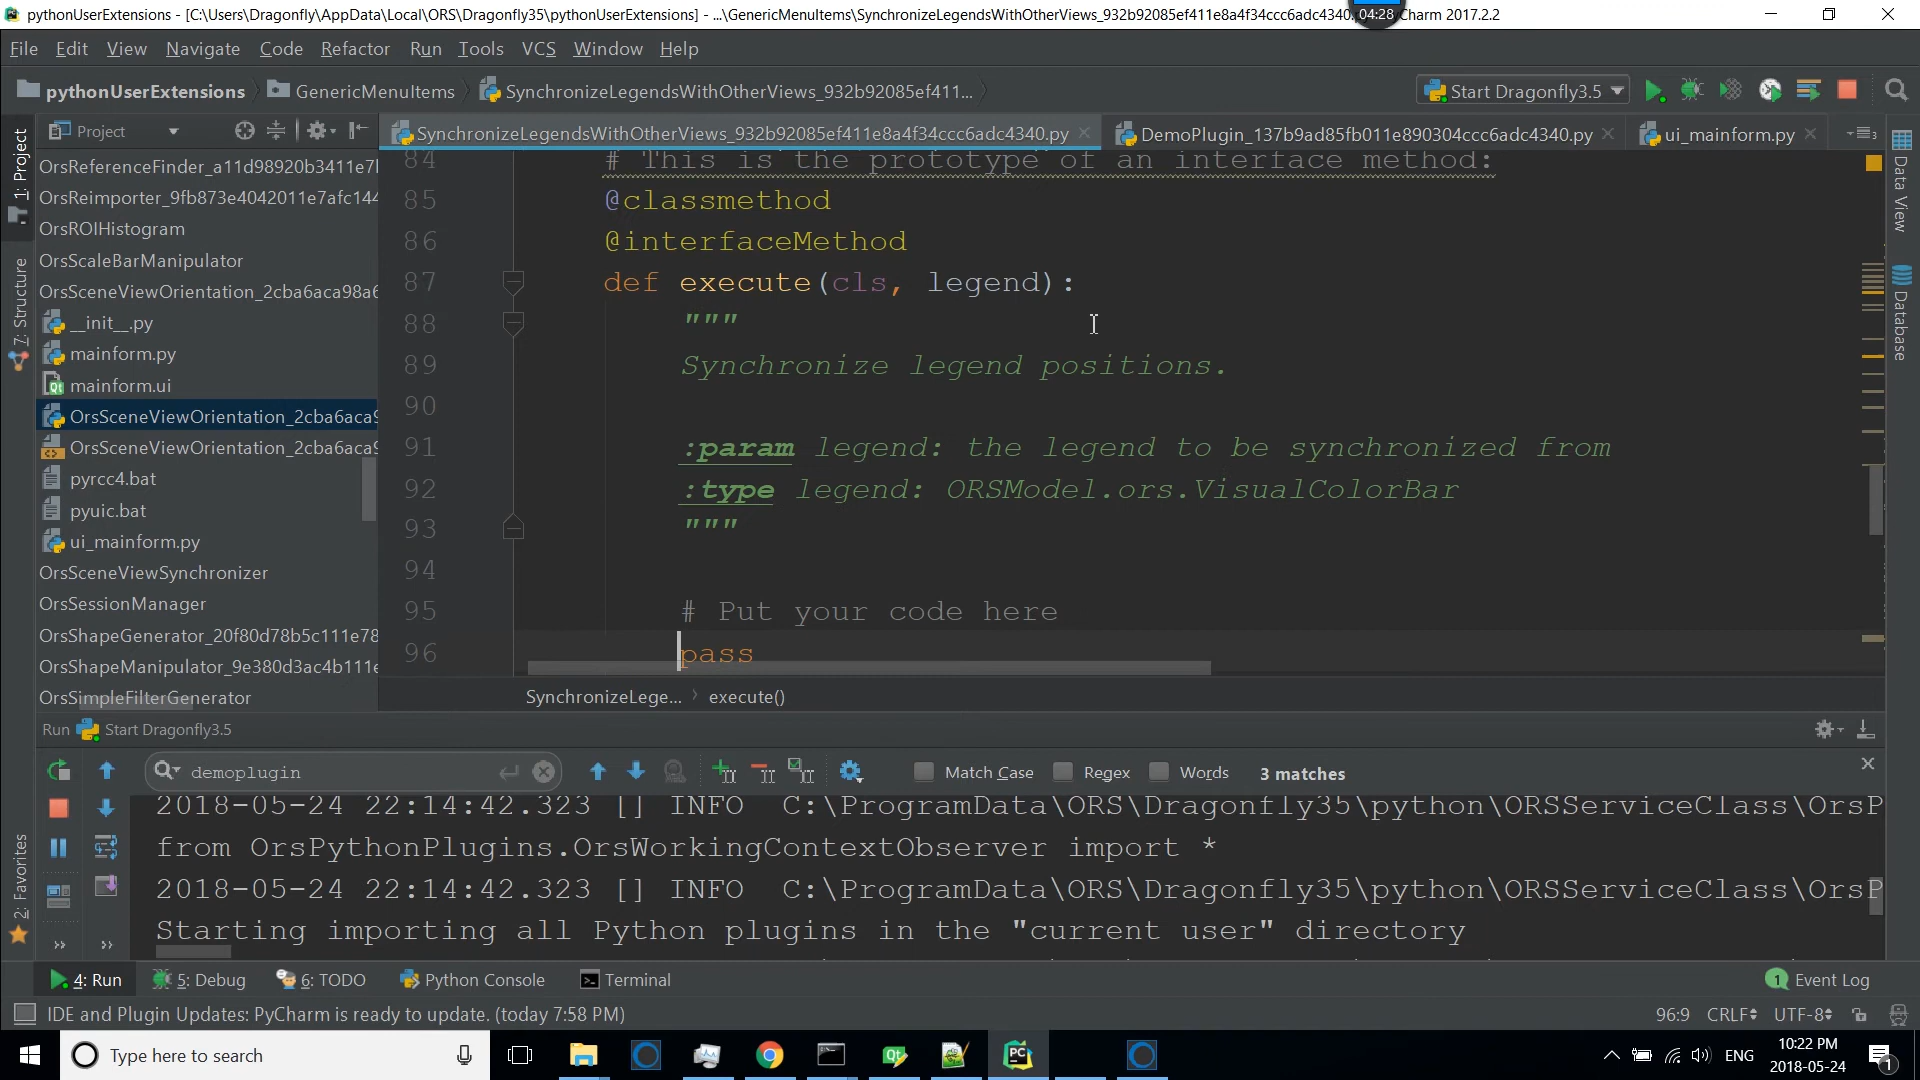 pythonUserExtensions - [C:\Users\Dragonfly\AppData\Local\ORS\Dragonfly35\pythonUserExtensions] - ...\GenericMenuItems\SynchronizeLegendsWithOtherViews_932b92085ef411e8a4f34ccc6adc4340.py
04:28
Charm 2017.2.2
File Edit View Navigate Code Refactor Run Tools VCS Window Help
pythonUserExtensions GenericMenuItems SynchronizeLegendsWithOtherViews_932b92085ef411... Start Dragonfly3.5
Project
SynchronizeLegendsWithOtherViews_932b92085ef411e8a4f34ccc6adc4340.py DemoPlugin_137b9ad85fb011e890304ccc6adc4340.py ui_mainform.py
1: Project
7: Structure
2: Favorites
OrsReferenceFinder_a11d98920b3411e7
OrsReimporter_9fb873e4042011e7afc144
OrsROIHistogram
OrsScaleBarManipulator
OrsSceneViewOrientation_2cba6aca98a6
__init__.py
mainform.py
mainform.ui
OrsSceneViewOrientation_2cba6aca9
OrsSceneViewOrientation_2cba6aca9
pyrcc4.bat
pyuic.bat
ui_mainform.py
OrsSceneViewSynchronizer
OrsSessionManager
OrsShapeGenerator_20f80d78b5c111e78
OrsShapeManipulator_9e380d3ac4b111e
OrsSimpleFilterGenerator
84 # This is the prototype of an interface method:
85 @classmethod
86 @interfaceMethod
87 def execute(cls, legend):
88 """
89 Synchronize legend positions.
90
91 :param legend: the legend to be synchronized from
92 :type legend: ORSModel.ors.VisualColorBar
93 """
94
95 # Put your code here
96 pass
SynchronizeLege... execute()
Data View
Database
Run Start Dragonfly3.5
demoplugin Match Case Regex Words 3 matches
2018-05-24 22:14:42.323 [] INFO C:\ProgramData\ORS\Dragonfly35\python\ORSServiceClass\OrsP
from OrsPythonPlugins.OrsWorkingContextObserver import *
2018-05-24 22:14:42.323 [] INFO C:\ProgramData\ORS\Dragonfly35\python\ORSServiceClass\OrsP
Starting importing all Python plugins in the "current user" directory
4: Run 5: Debug 6: TODO Python Console Terminal 1 Event Log
IDE and Plugin Updates: PyCharm is ready to update. (today 7:58 PM) 96:9 CRLF UTF-8
Type here to search
ENG
10:22 PM
2018-05-24
1